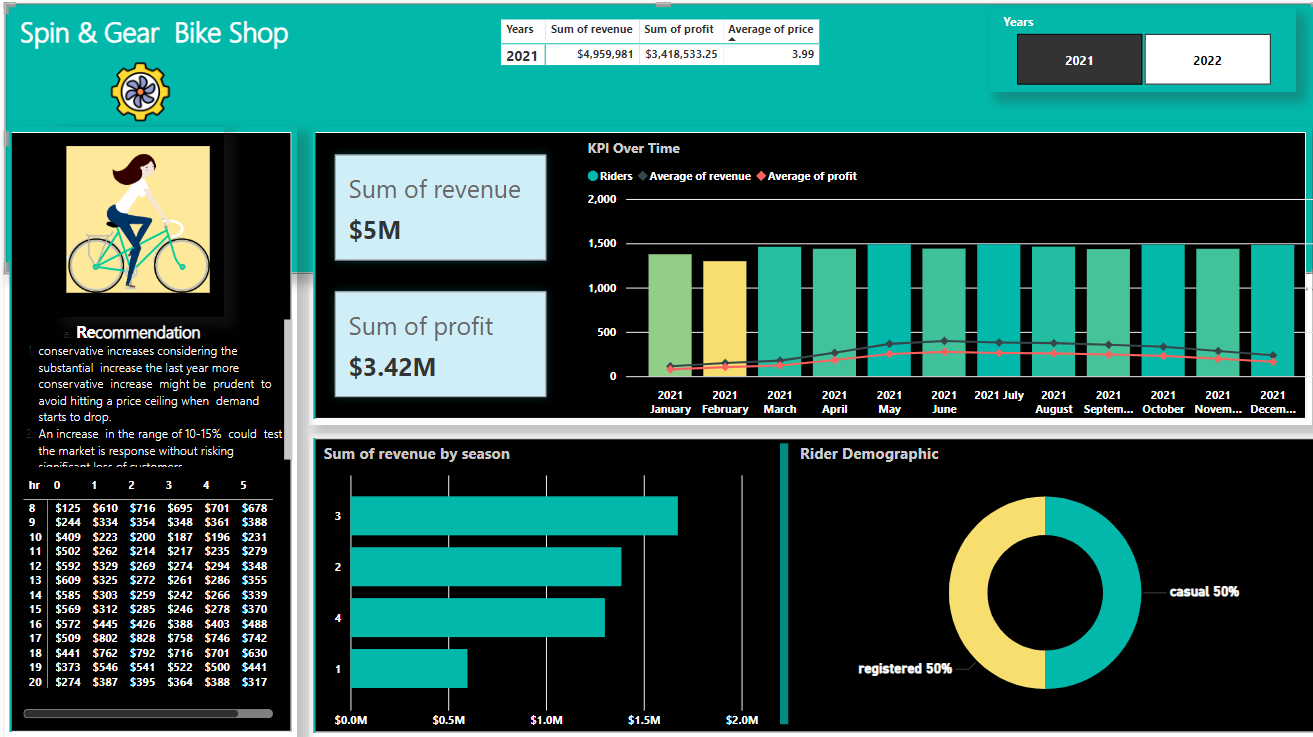 Spin & Gear Bike Shop
Years Sum of revenue Sum of profit Average of price
2021 $4,959,981 $3,418,533.25 3.99
Years
2021 2022
Recommendation
conservative increases considering the
substantial increase the last year more
conservative increase might be prudent to
avoid hitting a price ceiling when demand
starts to drop.
2. An increase in the range of 10-15% could test
the market is response without risking
significant loss of customers
hr 0 1 2 3 4 5
8 $125 $610 $716 $695 $701 $678
9 $244 $334 $354 $348 $361 $388
10 $409 $223 $200 $187 $196 $231
11 $502 $262 $214 $217 $235 $279
12 $592 $329 $269 $274 $294 $348
13 $609 $325 $272 $261 $286 $355
14 $585 $303 $259 $242 $266 $339
15 $569 $312 $285 $246 $278 $370
16 $572 $445 $426 $388 $403 $488
17 $509 $802 $828 $758 $746 $742
18 $441 $762 $792 $716 $701 $630
19 $373 $546 $541 $522 $500 $441
20 $274 $387 $395 $364 $388 $317
Sum of revenue
$5M
Sum of profit
$3.42M
KPI Over Time
Riders Average of revenue Average of profit
2,000
1,500
1,000
500
0
2021 January
2021 February
2021 March
2021 April
2021 May
2021 June
2021 July
2021 August
2021 Septem...
2021 October
2021 Novem...
2021 Decem...
Sum of revenue by season
3
2
4
1
$0.0M $0.5M $1.0M $1.5M $2.0M
Rider Demographic
casual 50%
registered 50%